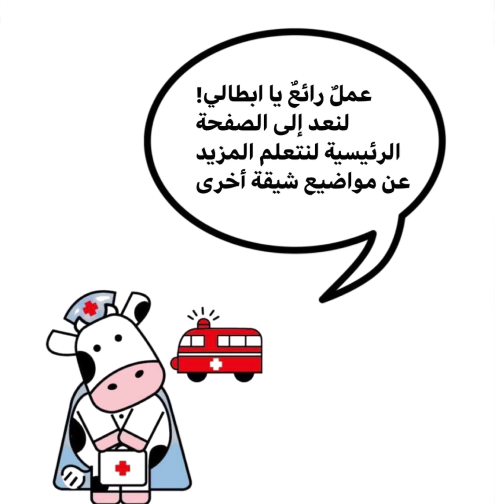 عملٌ رائعٌ يا ابطالي!
لنعد إلى الصفحة
الرئيسية لنتعلم المزيد
عن مواضيع شيقة أخرى